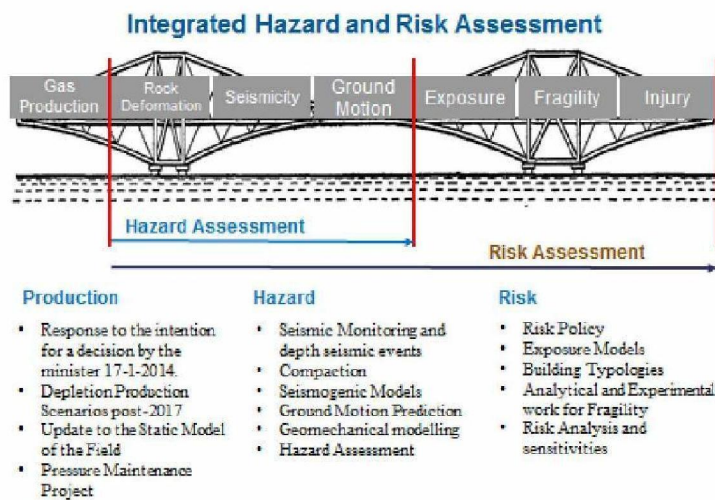 Integrated Hazard and Risk Assessment
Gas
Production
Rock
Deformation
Seismicity
Ground
Motion
Exposure
Fragility
Injury
Hazard Assessment
Risk Assessment
Production
• Response to the intention
for a decision by the
minister 17-1-2014.
• Depletion Production
Scenarios post-2017
• Update to the Static Model
of the Field
• Pressure Maintenance
Project
Hazard
• Seismic Monitoring and
depth seismic events
• Compaction
• Seismogenic Models
• Ground Motion Prediction
• Geomechanical modelling
• Hazard Assessment
Risk
• Risk Policy
• Exposure Models
• Building Typologies
• Analytical and Experimental
work for Fragility
• Risk Analysis and
sensitivities